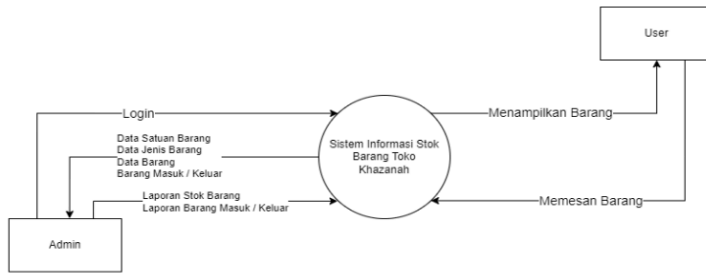 User
Login
Menampilkan Barang
Data Satuan Barang
Data Jenis Barang
Data Barang
Barang Masuk / Keluar
Sistem Informasi Stok
Barang Toko
Khazanah
Laporan Stok Barang
Laporan Barang Masuk / Keluar
Memesan Barang
Admin